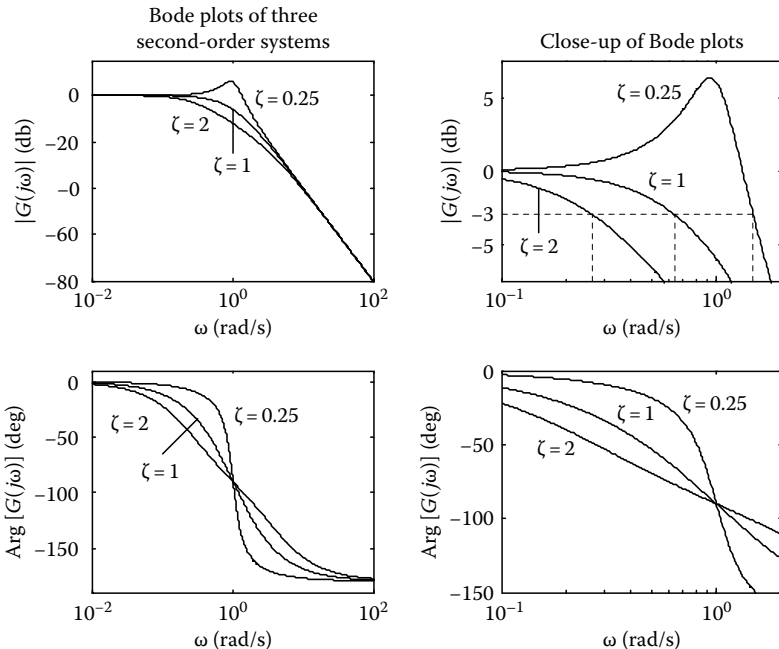 Bode plots of three
second-order systems
0
−20
−0
−60
−80
|G(jω)| (db)
ζ = 0.25
ζ = 2
ζ = 1
10⁻²
10⁰
10²
ω (rad/s)
Close-up of Bode plots
5
0
−3
−5
|G(jω)| (db)
ζ = 0.25
ζ = 1
ζ = 2
10⁻¹
10⁰
ω (rad/s)
0
−50
−100
−150
Arg [G(jω)] (deg)
ζ = 0.25
ζ = 2
ζ = 1
10⁻²
10⁰
10²
ω (rad/s)
0
−50
−100
−150
Arg [G(jω)] (deg)
ζ = 0.25
ζ = 1
ζ = 2
10⁻¹
10⁰
ω (rad/s)